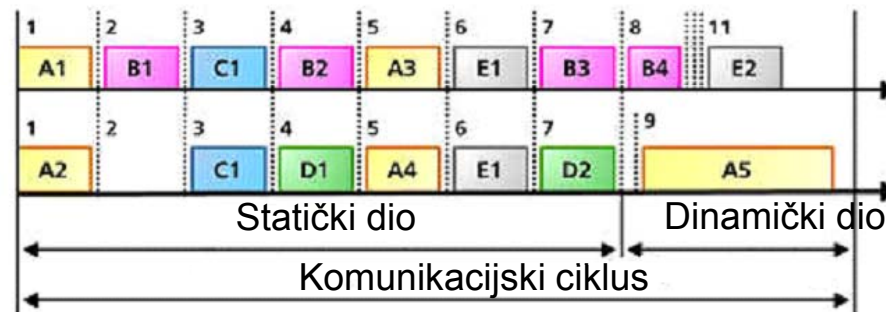 1 2 3 4 5 6 7 8 11
A1 B1 C1 B2 A3 E1 B3 B4 E2
1 2 3 4 5 6 7 9
A2 C1 D1 A4 E1 D2 A5
Statički dio Dinamički dio
Komunikacijski ciklus